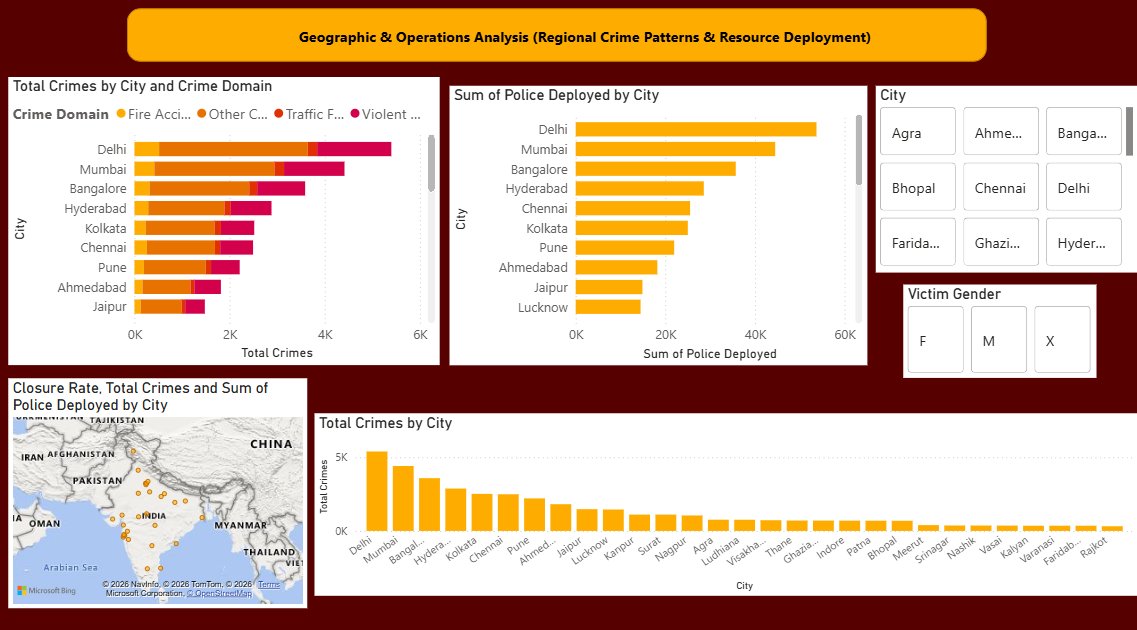 Geographic & Operations Analysis (Regional Crime Patterns & Resource Deployment)
Total Crimes by City and Crime Domain
Crime Domain Fire Acci... Other C... Traffic F... Violent ...
City
Delhi
Mumbai
Bangalore
Hyderabad
Kolkata
Chennai
Pune
Ahmedabad
Jaipur
0K 2K 4K 6K
Total Crimes
Sum of Police Deployed by City
City
Delhi
Mumbai
Bangalore
Hyderabad
Chennai
Kolkata
Pune
Ahmedabad
Jaipur
Lucknow
0K 20K 40K 60K
Sum of Police Deployed
City
Agra Ahme... Banga...
Bhopal Chennai Delhi
Farida... Ghazi... Hyder...
Victim Gender
F M X
Closure Rate, Total Crimes and Sum of
Police Deployed by City
TAJIKISTAN
CHINA
IRAN AFGHANISTAN
PAKISTAN
INDIA
OMAN
MYANMAR
THAILAND
Arabian Sea
© 2026 NavInfo, © 2026 TomTom, © 2026 Terms
Microsoft Bing Microsoft Corporation, © OpenStreetMap
Total Crimes by City
Total Crimes
5K
0K
Delhi Mumbai Bangal... Hydera... Kolkata Chennai Pune Ahmed... Jaipur Lucknow Kanpur Surat Nagpur Agra Ludhiana Visakha... Thane Ghazia... Indore Patna Bhopal Meerut Srinagar Nashik Vasai Kalyan Varanasi Faridab... Rajkot
City